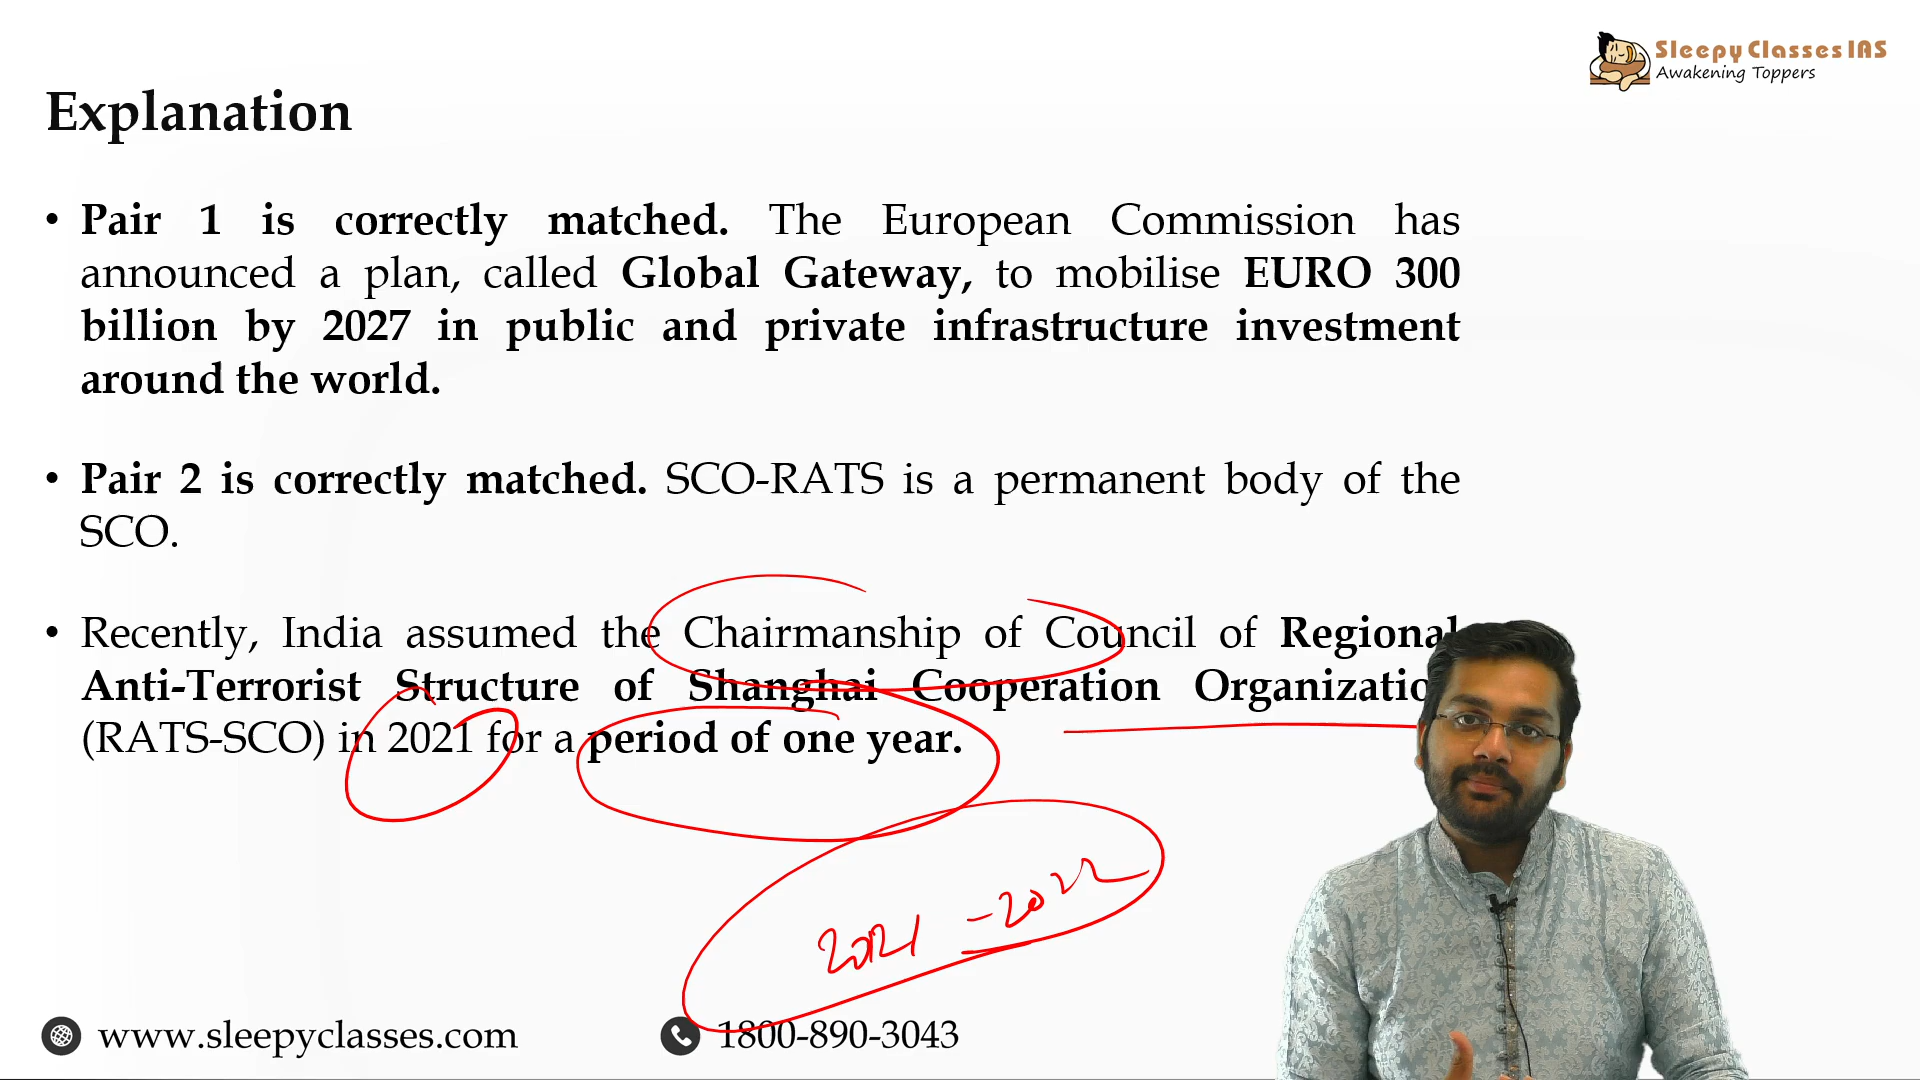 Sleepy Classes IAS
Awakening Toppers
Explanation
• Pair 1 is correctly matched. The European Commission has
announced a plan, called Global Gateway, to mobilise EURO 300
billion by 2027 in public and private infrastructure investment
around the world.
• Pair 2 is correctly matched. SCO-RATS is a permanent body of the
SCO.
• Recently, India assumed the Chairmanship of Council of Regional
Anti-Terrorist Structure of Shanghai Cooperation Organization
(RATS-SCO) in 2021 for a period of one year.
2021 - 2022
www.sleepyclasses.com
1800-890-3043